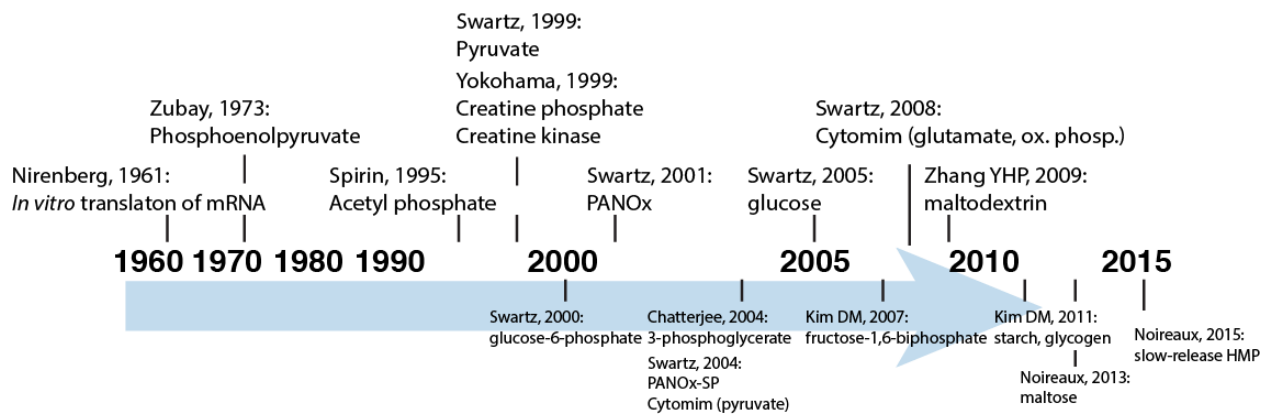 Swartz, 1999:
Pyruvate
Yokohama, 1999:
Creatine phosphate
Creatine kinase
Zubay, 1973:
Phosphoenolpyruvate
Swartz, 2008:
Cytomim (glutamate, ox. phosp.)
Nirenberg, 1961:
In vitro translaton of mRNA
Spirin, 1995:
Acetyl phosphate
Swartz, 2001:
PANOx
Swartz, 2005:
glucose
Zhang YHP, 2009:
maltodextrin
1960 1970 1980 1990 2000 2005 2010 2015
Swartz, 2000:
glucose-6-phosphate
Chatterjee, 2004:
3-phosphoglycerate
Swartz, 2004:
PANOx-SP
Cytomim (pyruvate)
Kim DM, 2007:
fructose-1,6-biphosphate
Kim DM, 2011:
starch, glycogen
Noireaux, 2013:
maltose
Noireaux, 2015:
slow-release HMP